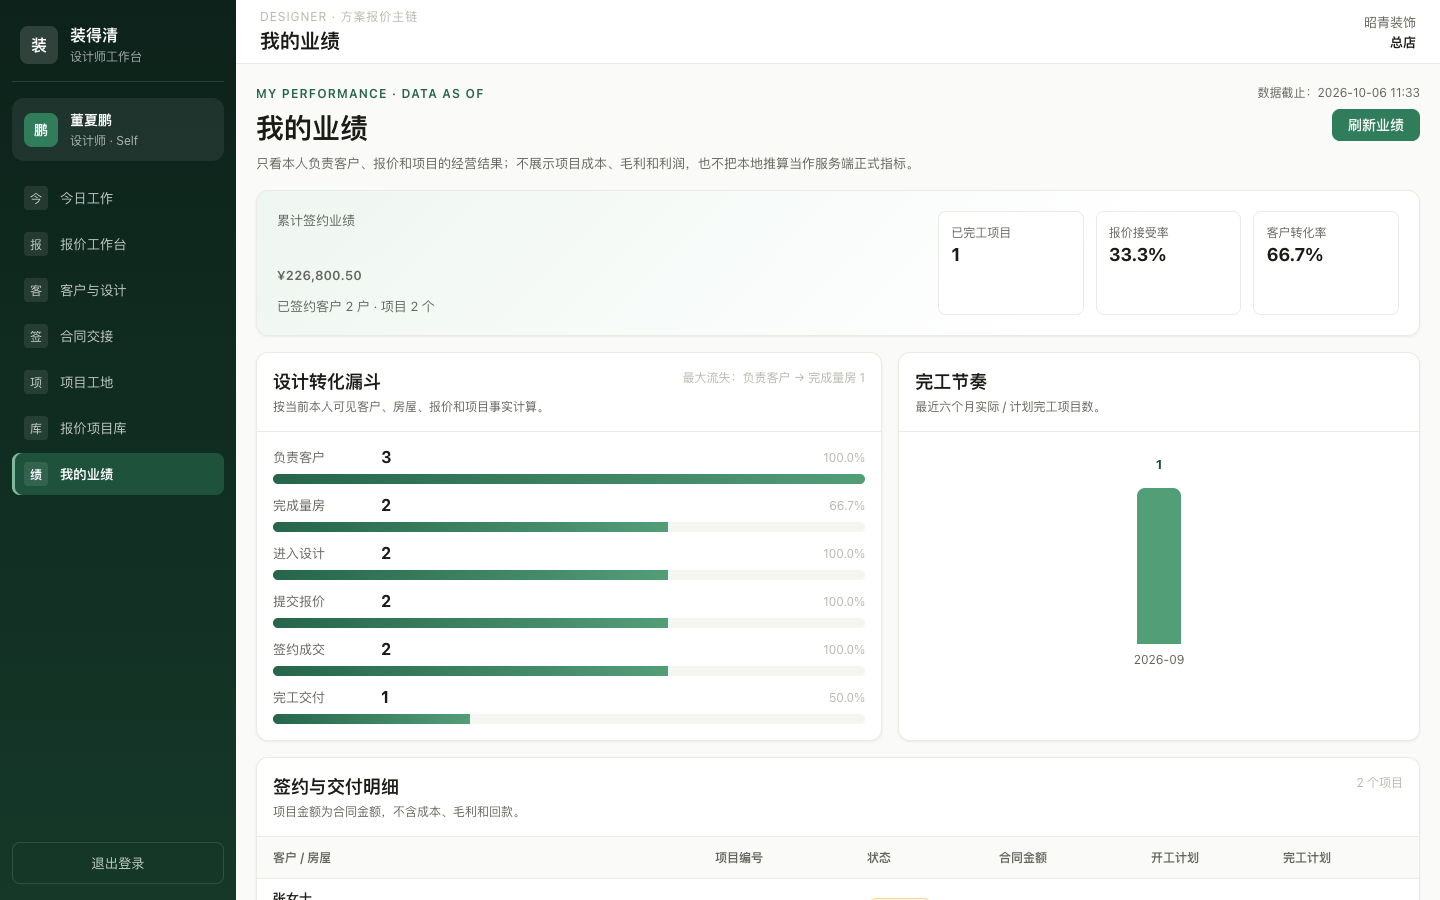 装
装得清
设计师工作台
鹏
董夏鹏
设计师 · Self
今 今日工作
报 报价工作台
客 客户与设计
签 合同交接
项 项目工地
库 报价项目库
绩 我的业绩
退出登录
DESIGNER · 方案报价主链
我的业绩
昭青装饰
总店
MY PERFORMANCE · DATA AS OF
我的业绩
只看本人负责客户、报价和项目的经营结果；不展示项目成本、毛利和利润，也不把本地推算当作服务端正式指标。
数据截止：2026-10-06 11:33
刷新业绩
累计签约业绩
¥226,800.50
已签约客户 2 户 · 项目 2 个
已完工项目
1
报价接受率
33.3%
客户转化率
66.7%
设计转化漏斗
最大流失：负责客户 → 完成量房 1
按当前本人可见客户、房屋、报价和项目事实计算。
负责客户 3 100.0%
完成量房 2 66.7%
进入设计 2 100.0%
提交报价 2 100.0%
签约成交 2 100.0%
完工交付 1 50.0%
完工节奏
最近六个月实际 / 计划完工项目数。
1
2026-09
签约与交付明细
2 个项目
项目金额为合同金额，不含成本、毛利和回款。
客户 / 房屋 项目编号 状态 合同金额 开工计划 完工计划
张女士